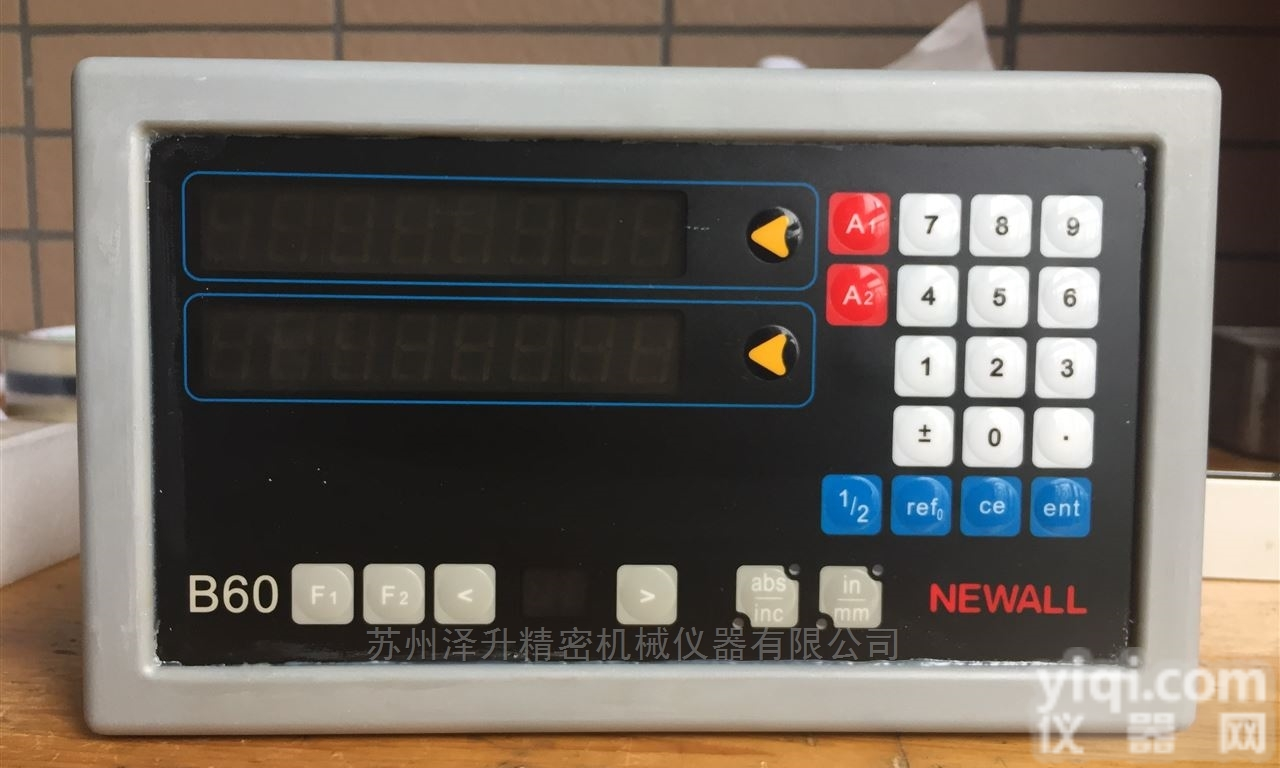 A1 7 8 9
A2 4 5 6
1 2 3
± 0 .
1/2 ref0 ce ent
B60 F1 F2 < > abs inc in mm NEWALL
苏州泽升精密机械仪器有限公司
yiqi.com
仪器网